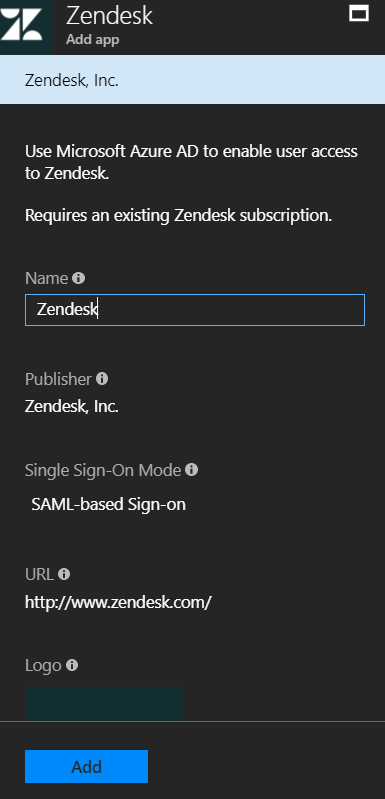 Zendesk
Add app
Zendesk, Inc.
Use Microsoft Azure AD to enable user access
to Zendesk.
Requires an existing Zendesk subscription.
Name
Zendesk
Publisher
Zendesk, Inc.
Single Sign-On Mode
SAML-based Sign-on
URL
http://www.zendesk.com/
Logo
Add